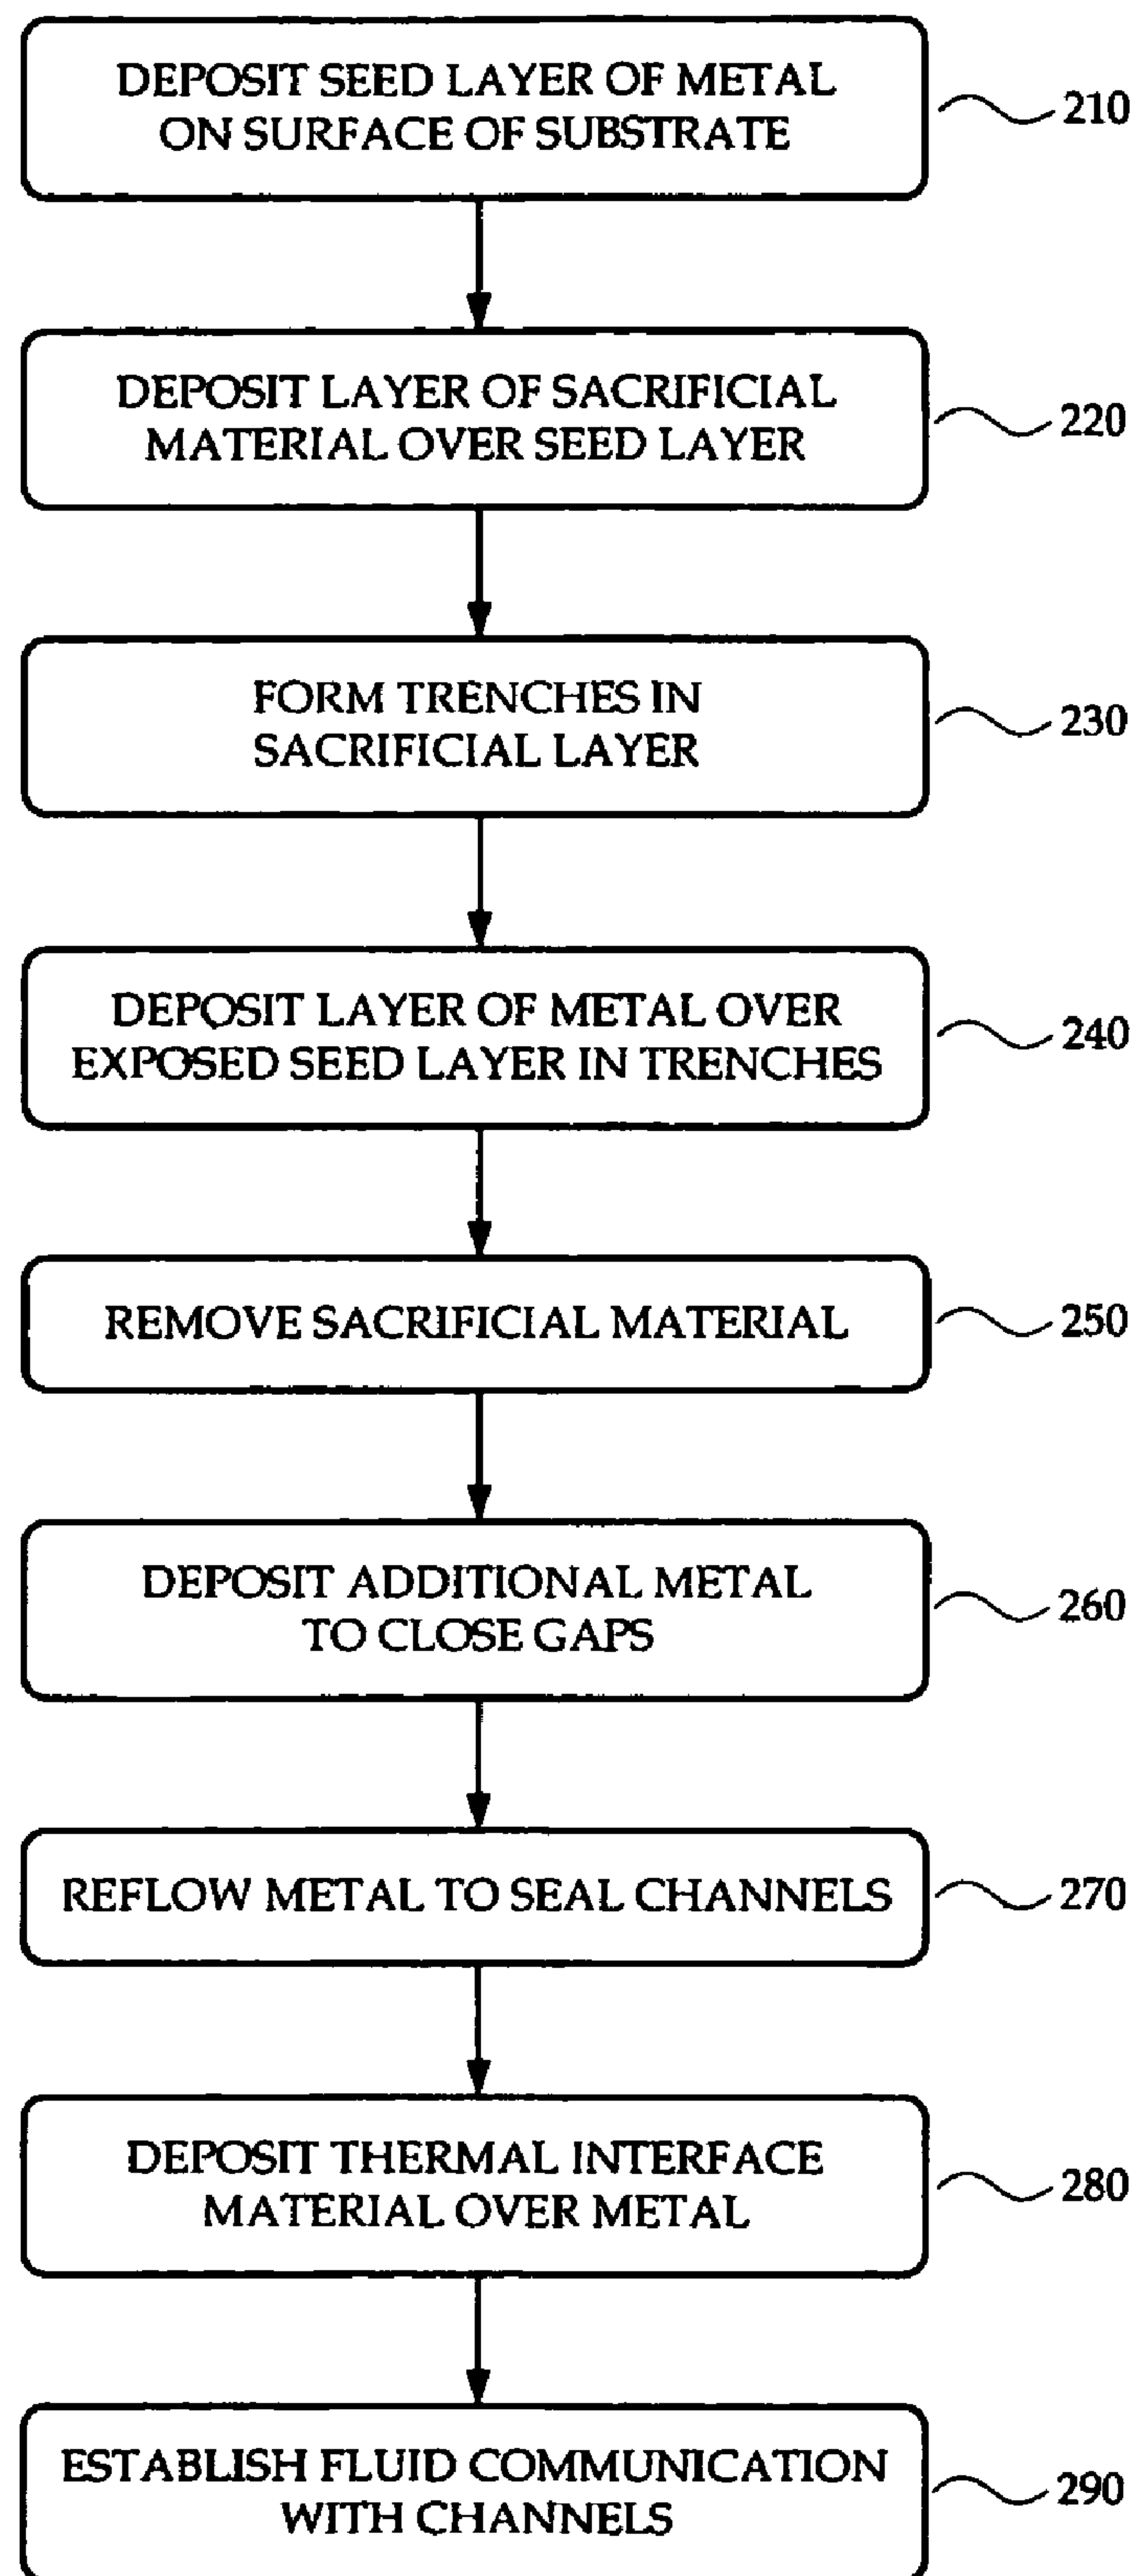 DEPOSIT SEED LAYER OF METAL
ON SURFACE OF SUBSTRATE
210
DEPOSIT LAYER OF SACRIFICIAL
MATERIAL OVER SEED LAYER
220
FORM TRENCHES IN
SACRIFICIAL LAYER
230
DEPOSIT LAYER OF METAL OVER
EXPOSED SEED LAYER IN TRENCHES
240
REMOVE SACRIFICIAL MATERIAL
250
DEPOSIT ADDITIONAL METAL
TO CLOSE GAPS
260
REFLOW METAL TO SEAL CHANNELS
270
DEPOSIT THERMAL INTERFACE
MATERIAL OVER METAL
280
ESTABLISH FLUID COMMUNICATION
WITH CHANNELS
290